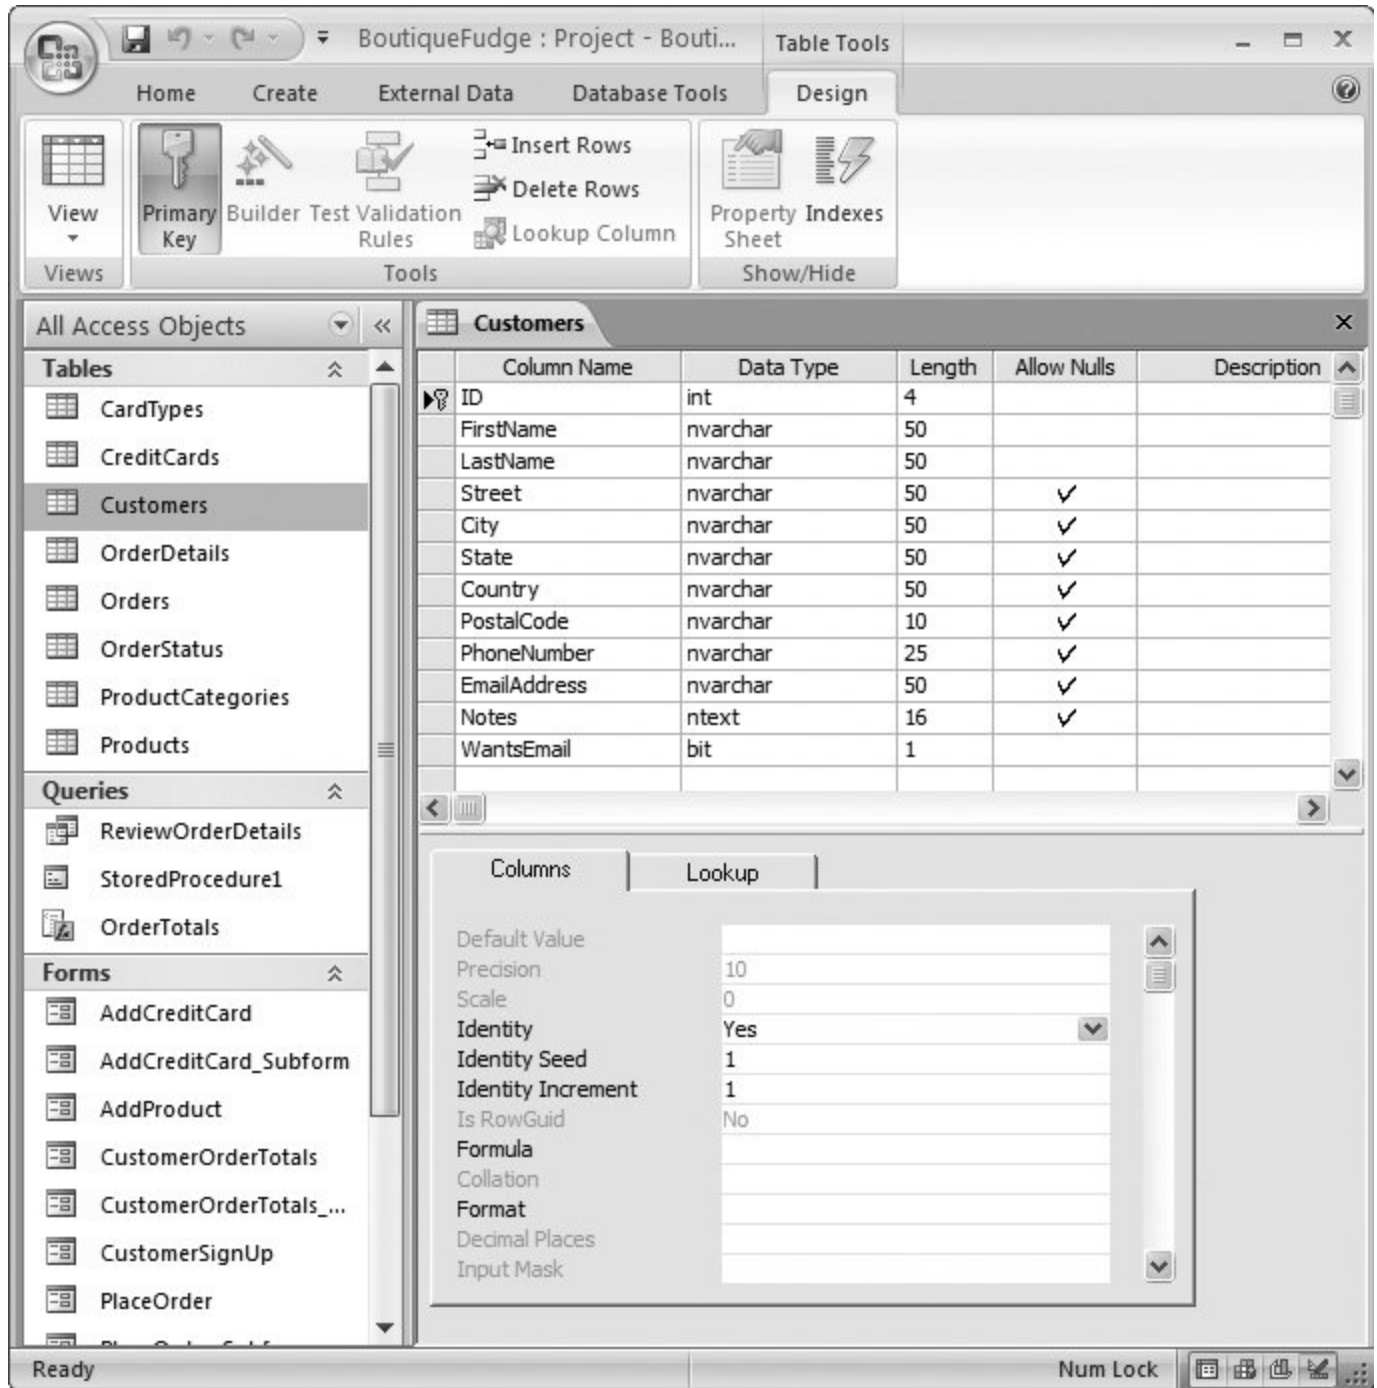 BoutiqueFudge : Project - Bouti...
Table Tools
Home Create External Data Database Tools Design
View
Primary Key
Builder
Test Validation Rules
Insert Rows
Delete Rows
Lookup Column
Property Sheet
Indexes
Views Tools Show/Hide
All Access Objects
Tables
CardTypes
CreditCards
Customers
OrderDetails
Orders
OrderStatus
ProductCategories
Products
Queries
ReviewOrderDetails
StoredProcedure1
OrderTotals
Forms
AddCreditCard
AddCreditCard_Subform
AddProduct
CustomerOrderTotals
CustomerOrderTotals_...
CustomerSignUp
PlaceOrder
Customers
Column Name Data Type Length Allow Nulls Description
ID int 4
FirstName nvarchar 50
LastName nvarchar 50
Street nvarchar 50 ✓
City nvarchar 50 ✓
State nvarchar 50 ✓
Country nvarchar 50 ✓
PostalCode nvarchar 10 ✓
PhoneNumber nvarchar 25 ✓
EmailAddress nvarchar 50 ✓
Notes ntext 16 ✓
WantsEmail bit 1
Columns Lookup
Default Value
Precision 10
Scale 0
Identity Yes
Identity Seed 1
Identity Increment 1
Is RowGuid No
Formula
Collation
Format
Decimal Places
Input Mask
Ready Num Lock